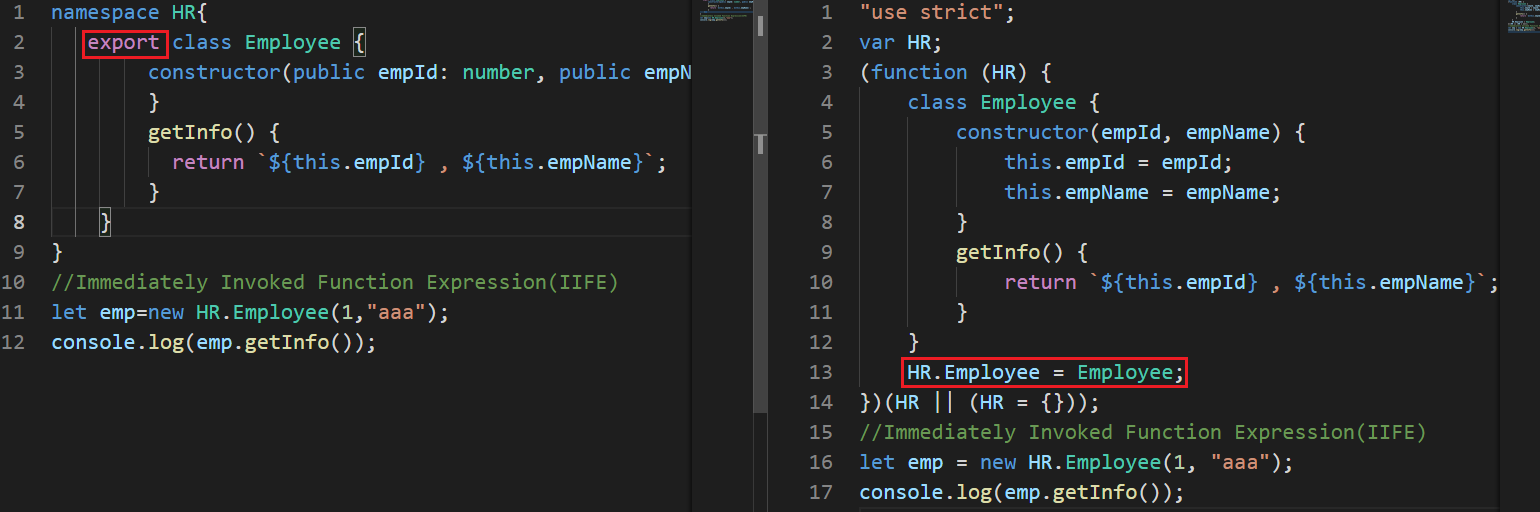 1 namespace HR{
2 export class Employee {
3 constructor(public empId: number, public empN
4 }
5 getInfo() {
6 return `${this.empId} , ${this.empName}`;
7 }
8 }
9 }
10 //Immediately Invoked Function Expression(IIFE)
11 let emp=new HR.Employee(1,"aaa");
12 console.log(emp.getInfo());
1 "use strict";
2 var HR;
3 (function (HR) {
4 class Employee {
5 constructor(empId, empName) {
6 this.empId = empId;
7 this.empName = empName;
8 }
9 getInfo() {
10 return `${this.empId} , ${this.empName}`;
11 }
12 }
13 HR.Employee = Employee;
14 })(HR || (HR = {}));
15 //Immediately Invoked Function Expression(IIFE)
16 let emp = new HR.Employee(1, "aaa");
17 console.log(emp.getInfo());